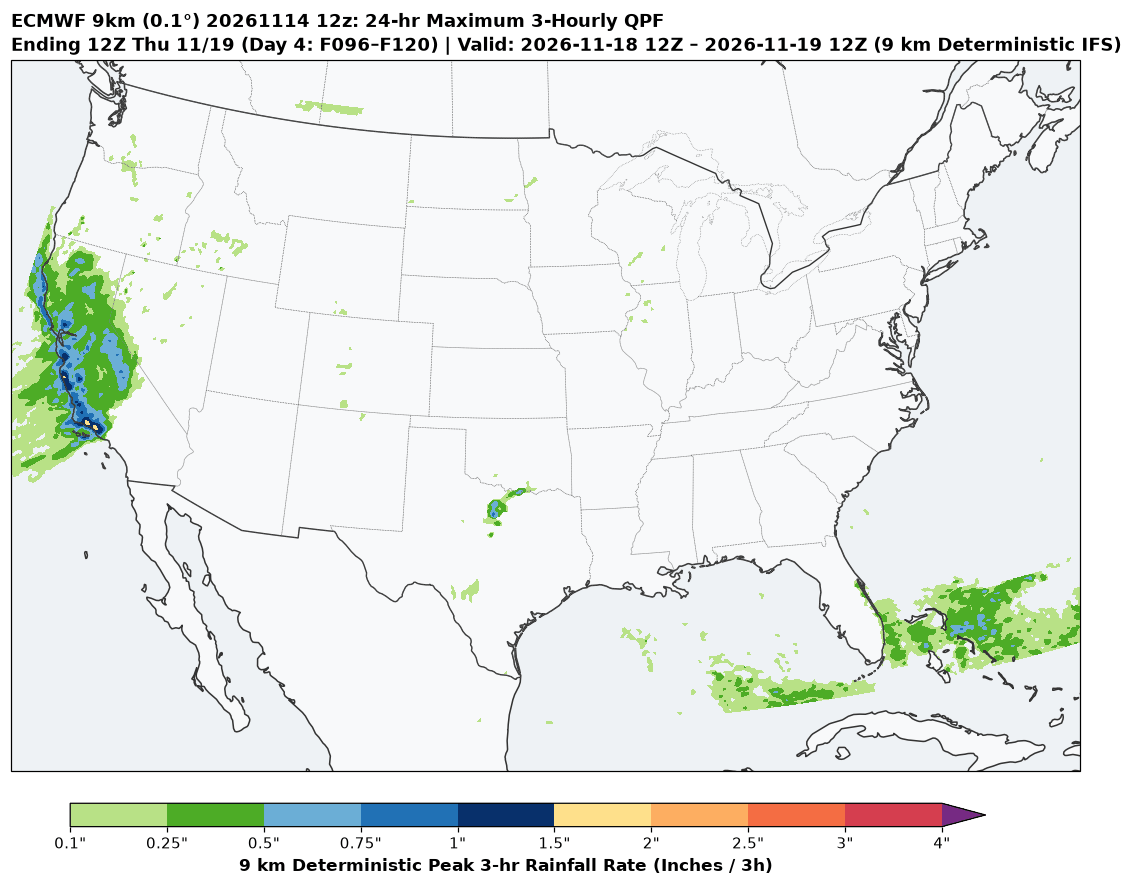 ECMWF 9km (0.1°) 20261114 12z: 24-hr Maximum 3-Hourly QPF
Ending 12Z Thu 11/19 (Day 4: F096–F120) | Valid: 2026-11-18 12Z – 2026-11-19 12Z (9 km Deterministic IFS)
0.1" 0.25" 0.5" 0.75" 1" 1.5" 2" 2.5" 3" 4"
9 km Deterministic Peak 3-hr Rainfall Rate (Inches / 3h)